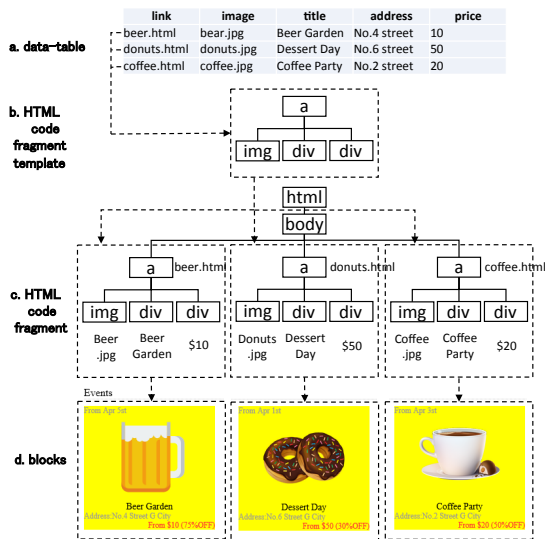 link image title address price
beer.html bear.jpg Beer Garden No.4 street 10
a. data-table
donuts.html donuts.jpg Dessert Day No.6 street 50
coffee.html coffee.jpg Coffee Party No.2 street 20
b. HTML
code
fragment
template
a
img div div
html
body
a beer.html a donuts.html a coffee.html
c. HTML
code
fragment
img div div img div div img div div
Beer Beer $10 Donuts Dessert $50 Coffee Coffee $20
.jpg Garden .jpg Day .jpg Party
Events
From Apr 5st From Apr 1st From Apr 3st
d. blocks
Beer Garden Dessert Day Coffee Party
Address:No.4 Street G City Address:No.6 Street G City Address:No.2 Street G City
From $10 (75%OFF) From $50 (30%OFF) From $20 (50%OFF)